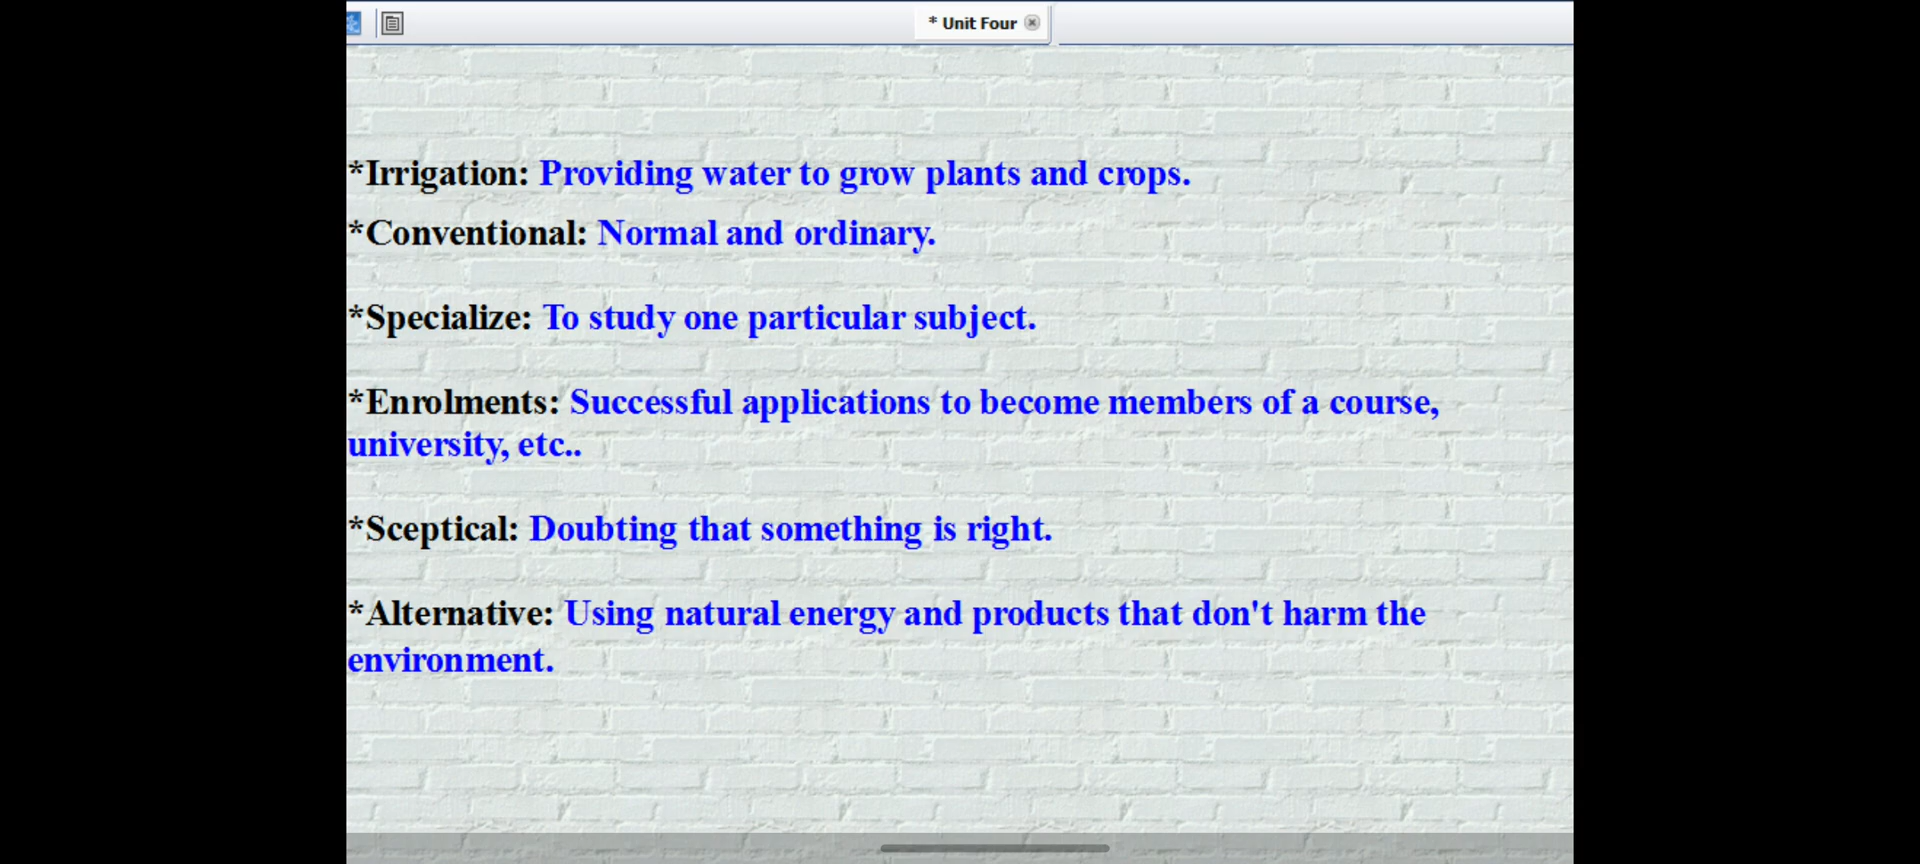 * Unit Four
*Irrigation: Providing water to grow plants and crops.
*Conventional: Normal and ordinary.
*Specialize: To study one particular subject.
*Enrolments: Successful applications to become members of a course,
university, etc..
*Sceptical: Doubting that something is right.
*Alternative: Using natural energy and products that don't harm the
environment.